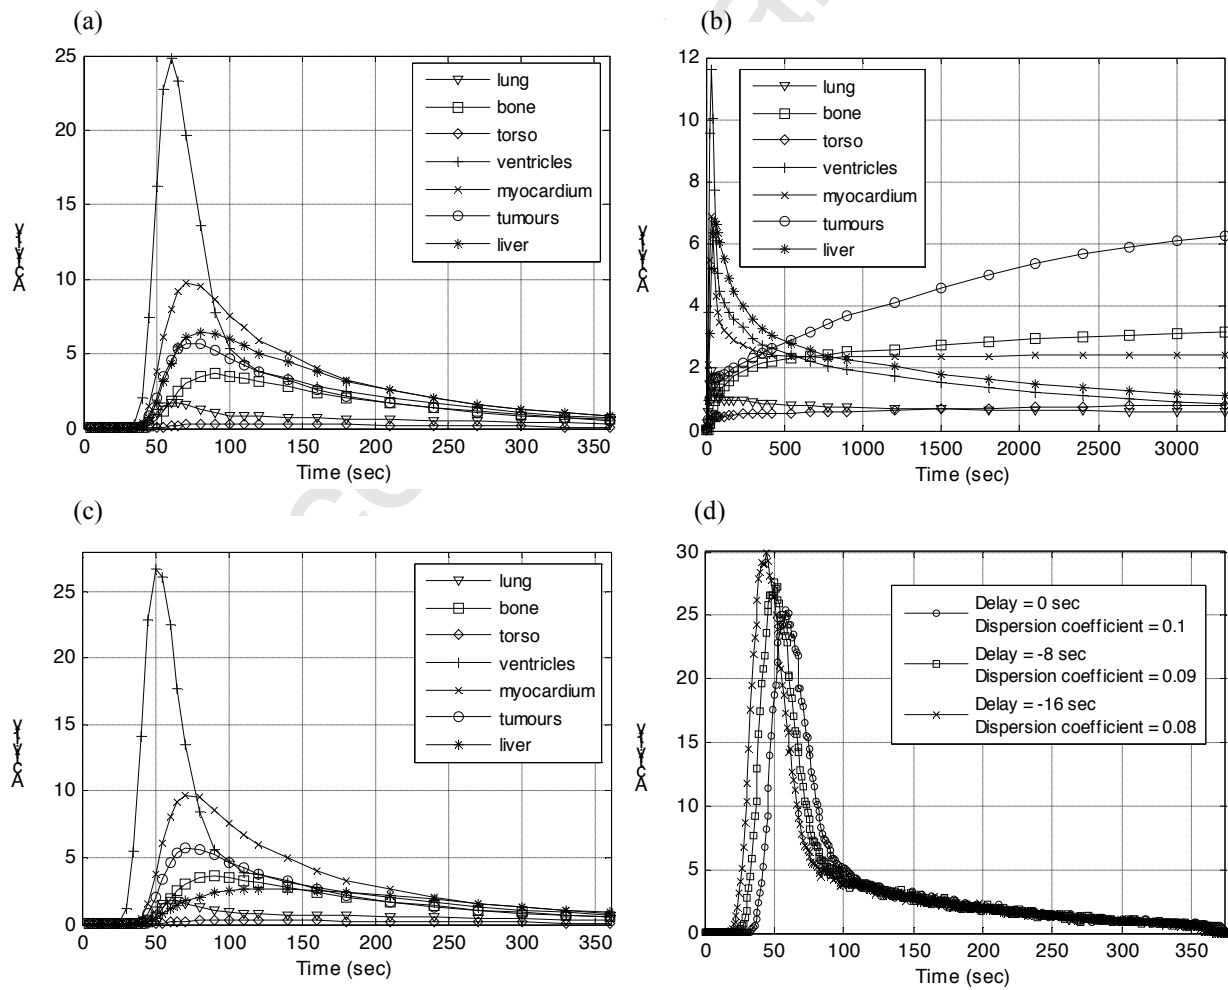 (a)
25
20
15
10
5
0
0 50 100 150 200 250 300 350
Time (sec)
Activity
lung
bone
torso
ventricles
myocardium
tumours
liver
(b)
12
10
8
6
4
2
0
0 500 1000 1500 2000 2500 3000
Time (sec)
Activity
lung
bone
torso
ventricles
myocardium
tumours
liver
(c)
25
20
15
10
5
0
0 50 100 150 200 250 300 350
Time (sec)
Activity
lung
bone
torso
ventricles
myocardium
tumours
liver
(d)
30
25
20
15
10
5
0
0 50 100 150 200 250 300 350
Time (sec)
Activity
Delay = 0 sec
Dispersion coefficient = 0.1
Delay = -8 sec
Dispersion coefficient = 0.09
Delay = -16 sec
Dispersion coefficient = 0.08